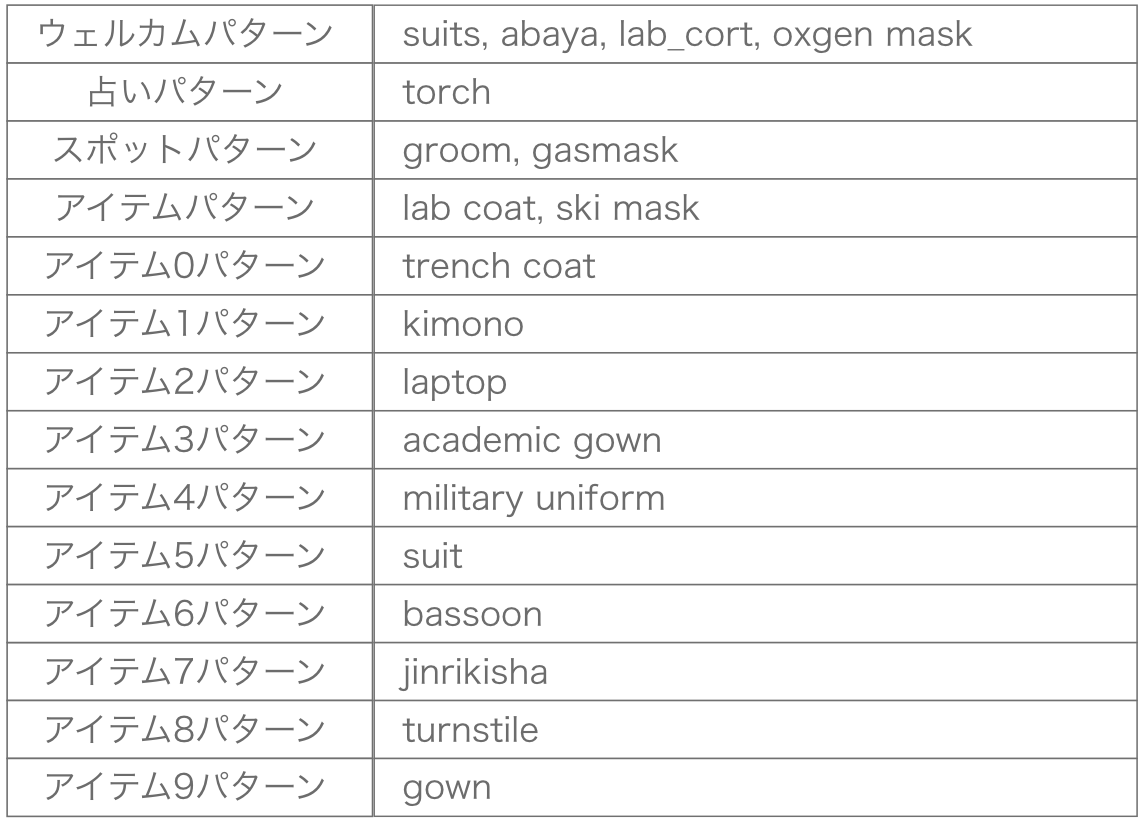 ウェルカムパターン suits, abaya, lab_cort, oxgen mask
占いパターン torch
スポットパターン groom, gasmask
アイテムパターン lab coat, ski mask
アイテム0パターン trench coat
アイテム1パターン kimono
アイテム2パターン laptop
アイテム3パターン academic gown
アイテム4パターン military uniform
アイテム5パターン suit
アイテム6パターン bassoon
アイテム7パターン jinrikisha
アイテム8パターン turnstile
アイテム9パターン gown